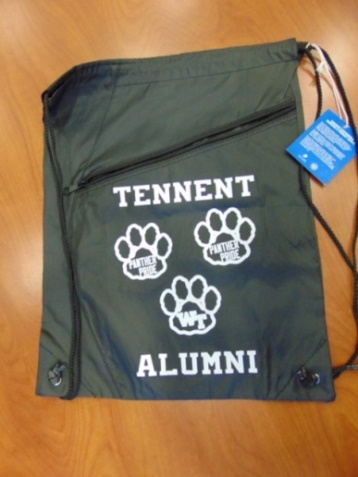 TENNENT
PANTHER
PRIDE
PANTHER
PRIDE
WT
ALUMNI